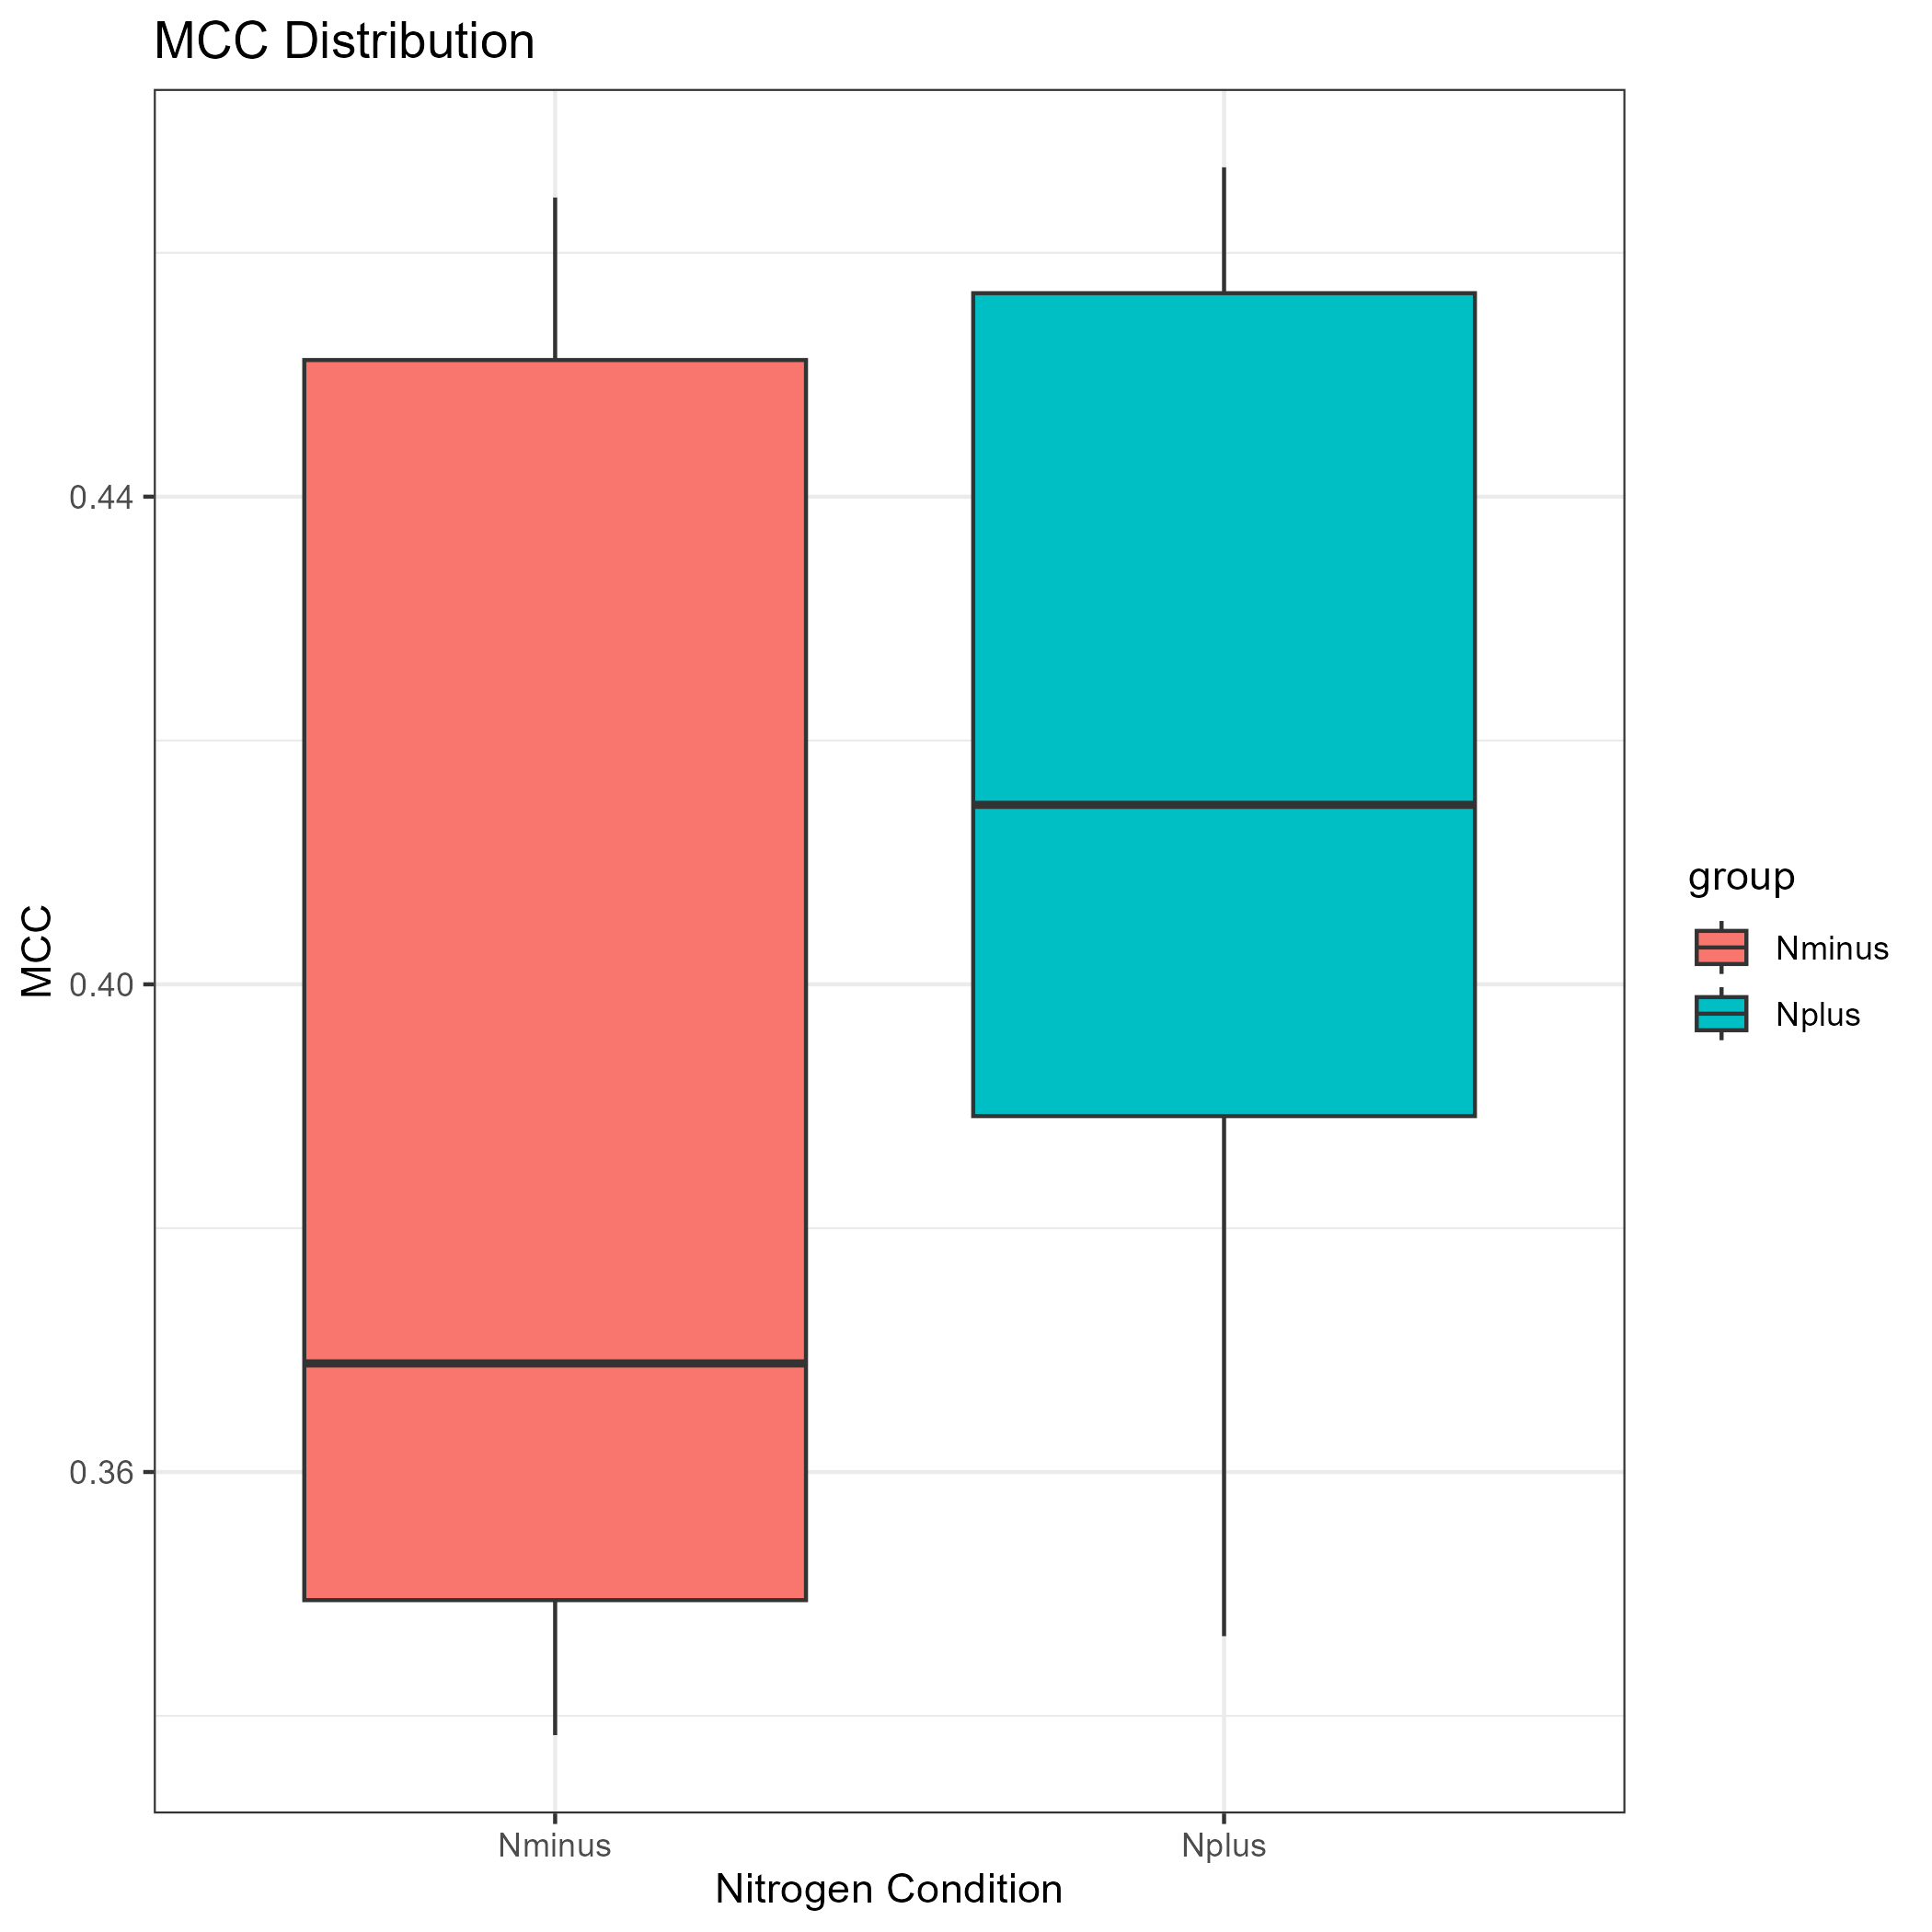 MCC Distribution
MCC
0.44
0.40
0.36
Nminus
Nplus
Nitrogen Condition
group
Nminus
Nplus